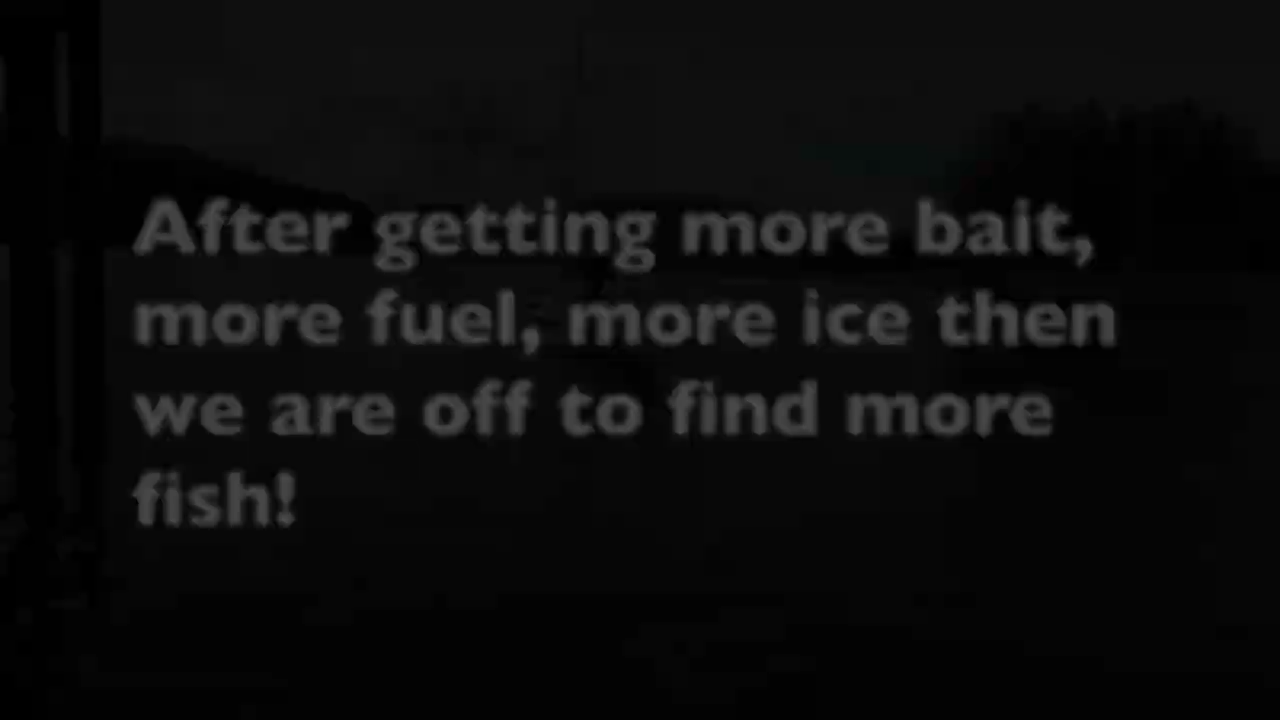 After getting more bait,
more fuel, more ice then
we are off to find more
fish!